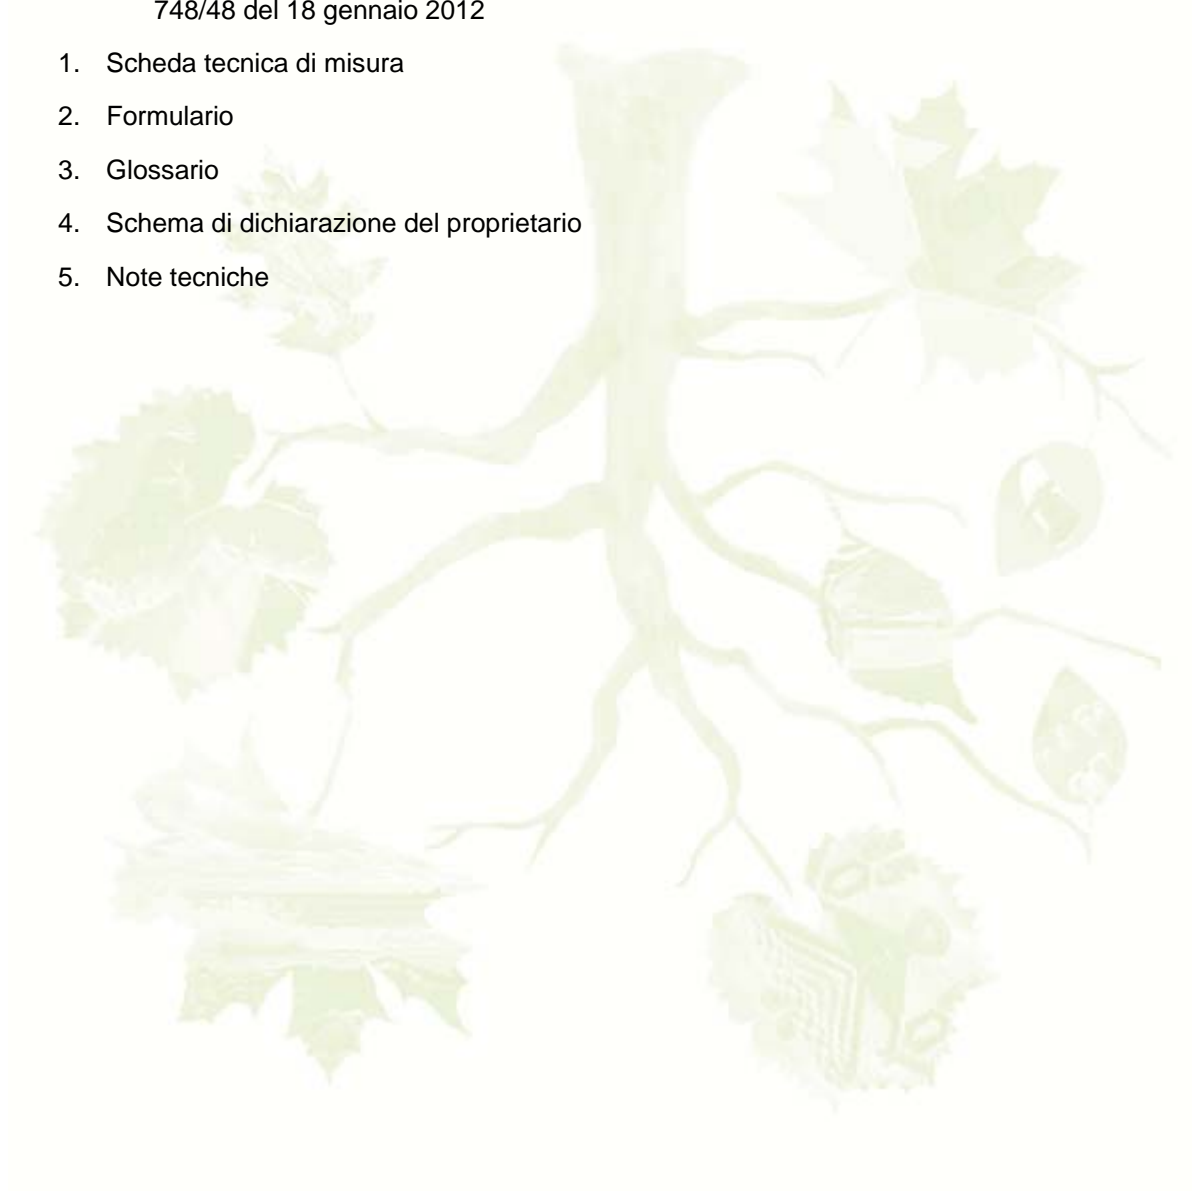 748/48 del 18 gennaio 2012
1. Scheda tecnica di misura
2. Formulario
3. Glossario
4. Schema di dichiarazione del proprietario
5. Note tecniche